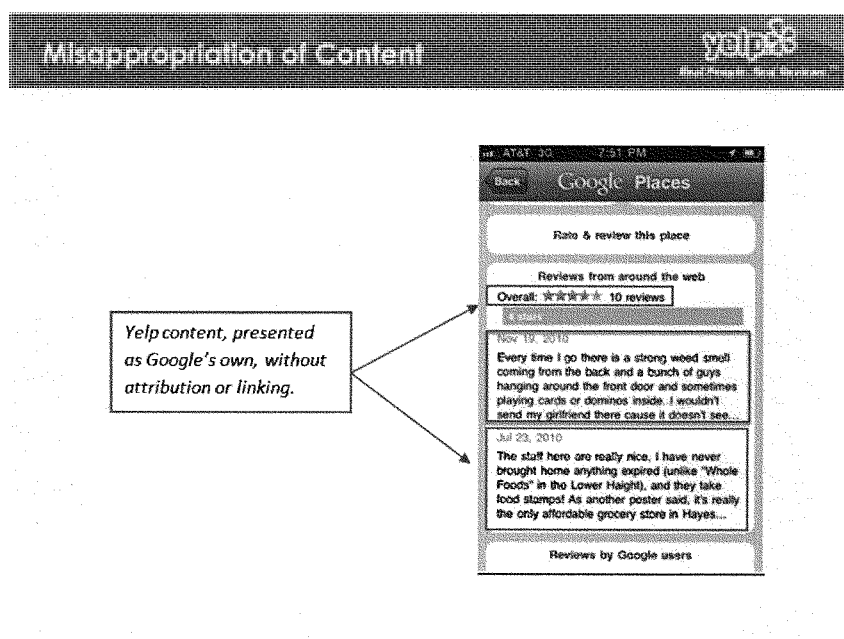 Misappropriation of Content
yelp
Real People. Real Reviews.™
AT&T 3G 7:51 PM
Back Google Places
Rate & review this place
Reviews from around the web
Overall: ★★★★★ 10 reviews
Nov 19, 2010
Every time I go there is a strong weed smell
coming from the back and a bunch of guys
hanging around the front door and sometimes
playing cards or dominos inside. I wouldn't
send my girlfriend there cause it doesn't see...
Jul 23, 2010
The staff here are really nice, I have never
brought home anything expired (unlike "Whole
Foods" in the Lower Haight), and they take
food stamps! As another poster said, it's really
the only affordable grocery store in Hayes...
Reviews by Google users
Yelp content, presented
as Google's own, without
attribution or linking.